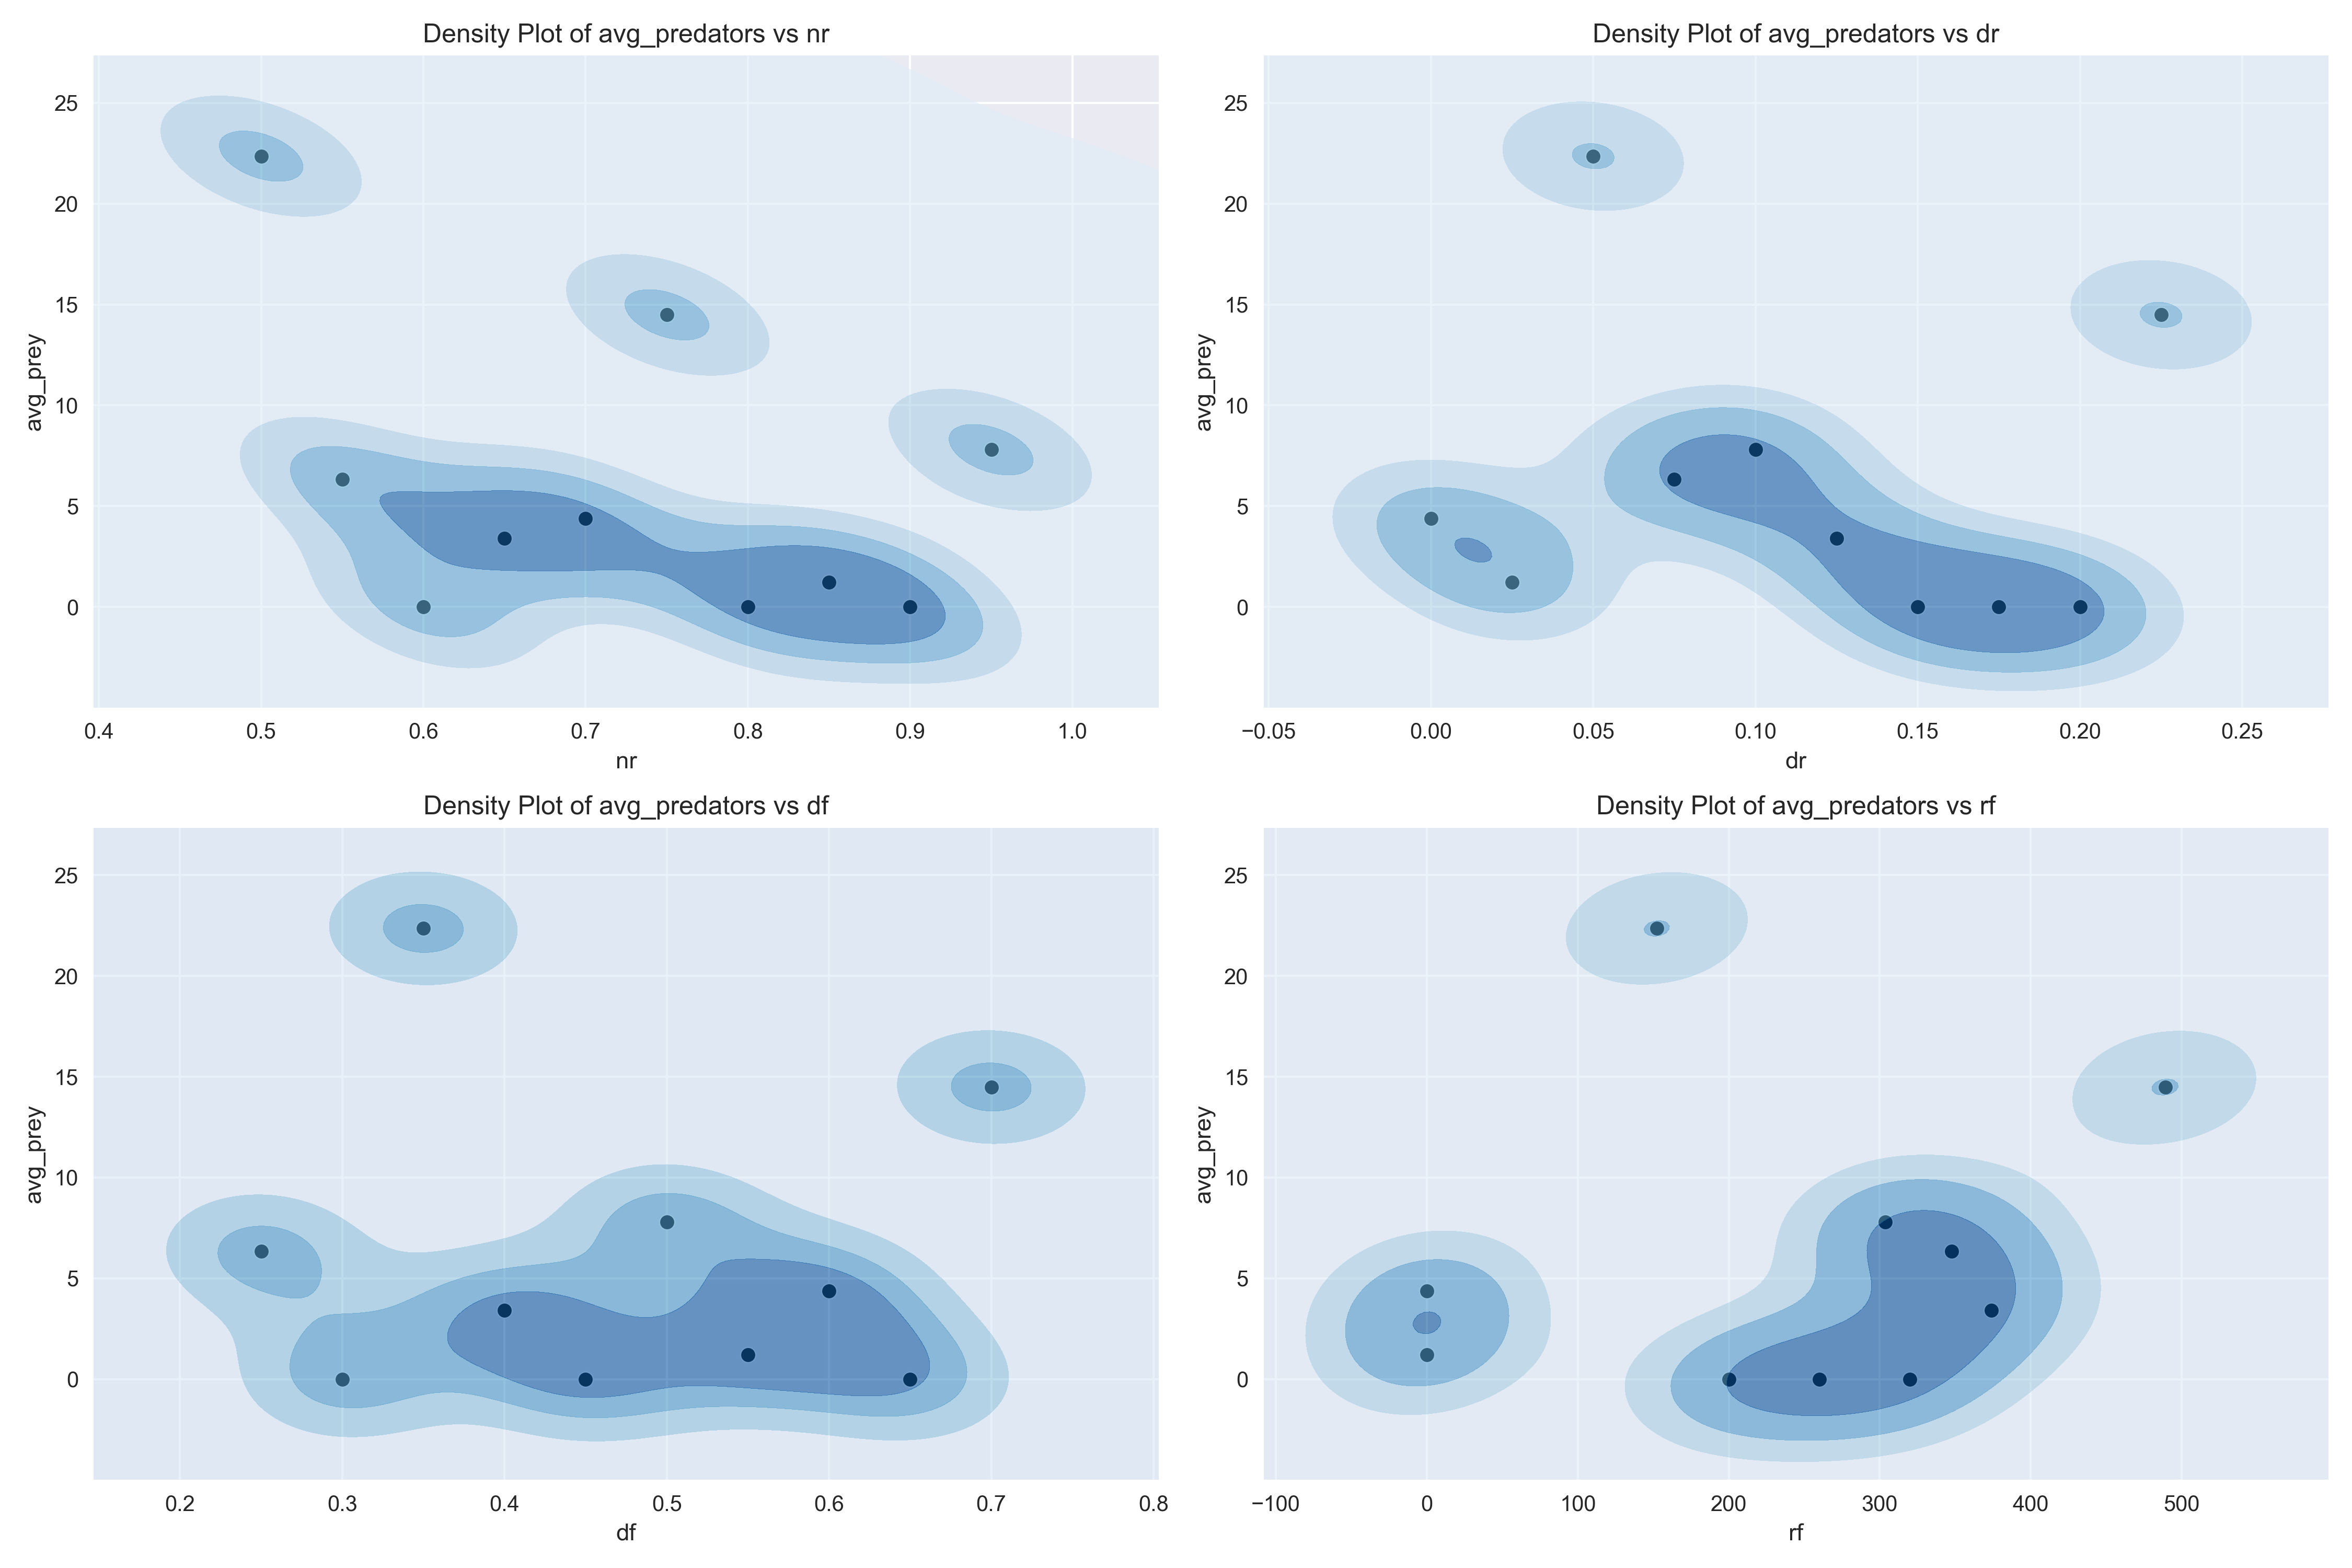 Density Plot of avg_predators vs nr
avg_prey
25
20
15
10
5
0
0.4 0.5 0.6 0.7 0.8 0.9 1.0
nr
Density Plot of avg_predators vs dr
avg_prey
25
20
15
10
5
0
−0.05 0.00 0.05 0.10 0.15 0.20 0.25
dr
Density Plot of avg_predators vs df
avg_prey
25
20
15
10
5
0
0.2 0.3 0.4 0.5 0.6 0.7 0.8
df
Density Plot of avg_predators vs rf
avg_prey
25
20
15
10
5
0
−100 0 100 200 300 400 500
rf